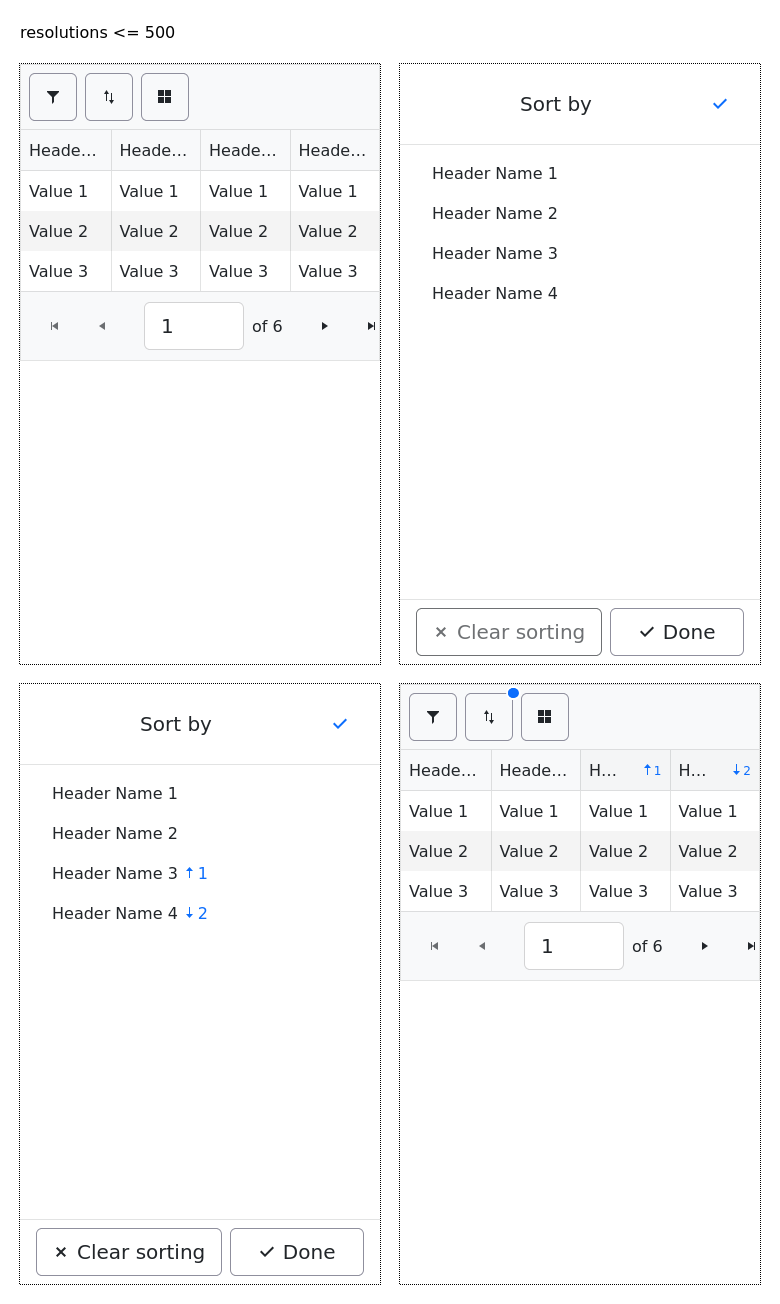 resolutions <= 500
Heade... Heade... Heade... Heade...
Value 1 Value 1 Value 1 Value 1
Value 2 Value 2 Value 2 Value 2
Value 3 Value 3 Value 3 Value 3
1 of 6
Sort by
Header Name 1
Header Name 2
Header Name 3
Header Name 4
Clear sorting Done
Sort by
Header Name 1
Header Name 2
Header Name 3 ↑ 1
Header Name 4 ↓ 2
Clear sorting Done
Heade... Heade... H... ↑1 H... ↓2
Value 1 Value 1 Value 1 Value 1
Value 2 Value 2 Value 2 Value 2
Value 3 Value 3 Value 3 Value 3
1 of 6